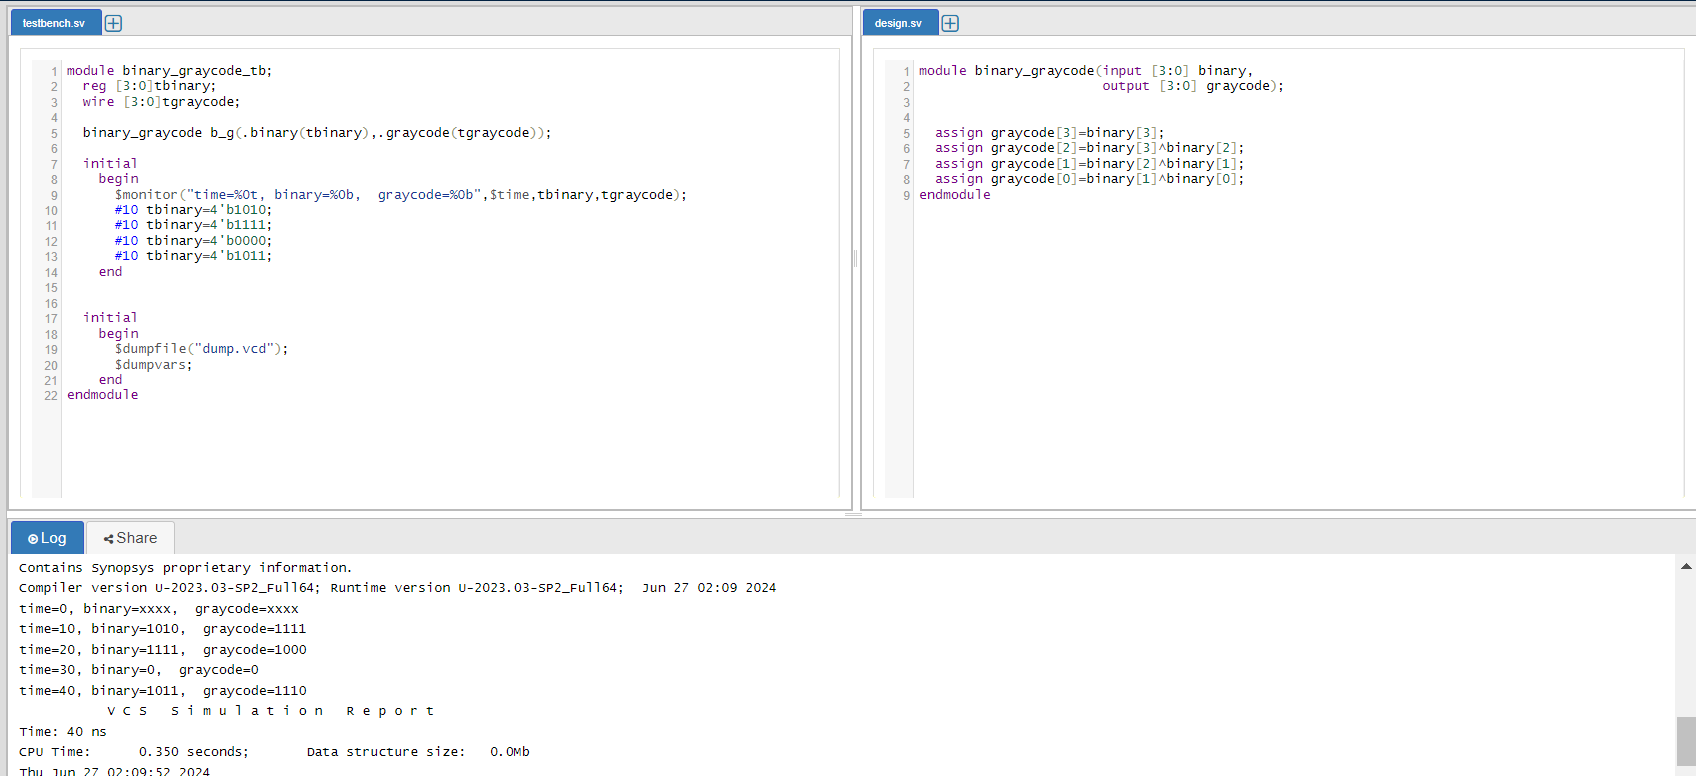 testbench.sv
1 module binary_graycode_tb;
2   reg [3:0]tbinary;
3   wire [3:0]tgraycode;
4
5   binary_graycode b_g(.binary(tbinary),.graycode(tgraycode));
6
7   initial
8     begin
9       $monitor("time=%0t, binary=%0b,  graycode=%0b",$time,tbinary,tgraycode);
10       #10 tbinary=4'b1010;
11       #10 tbinary=4'b1111;
12       #10 tbinary=4'b0000;
13       #10 tbinary=4'b1011;
14     end
15
16
17   initial
18     begin
19       $dumpfile("dump.vcd");
20       $dumpvars;
21     end
22 endmodule
design.sv
1 module binary_graycode(input [3:0] binary,
2                        output [3:0] graycode);
3
4
5   assign graycode[3]=binary[3];
6   assign graycode[2]=binary[3]^binary[2];
7   assign graycode[1]=binary[2]^binary[1];
8   assign graycode[0]=binary[1]^binary[0];
9 endmodule
Log Share
Contains Synopsys proprietary information.
Compiler version U-2023.03-SP2_Full64; Runtime version U-2023.03-SP2_Full64;  Jun 27 02:09 2024
time=0, binary=xxxx,  graycode=xxxx
time=10, binary=1010,  graycode=1111
time=20, binary=1111,  graycode=1000
time=30, binary=0,  graycode=0
time=40, binary=1011,  graycode=1110
V C S   S i m u l a t i o n   R e p o r t
Time: 40 ns
CPU Time:      0.350 seconds;       Data structure size:   0.0Mb
Thu Jun 27 02:09:52 2024